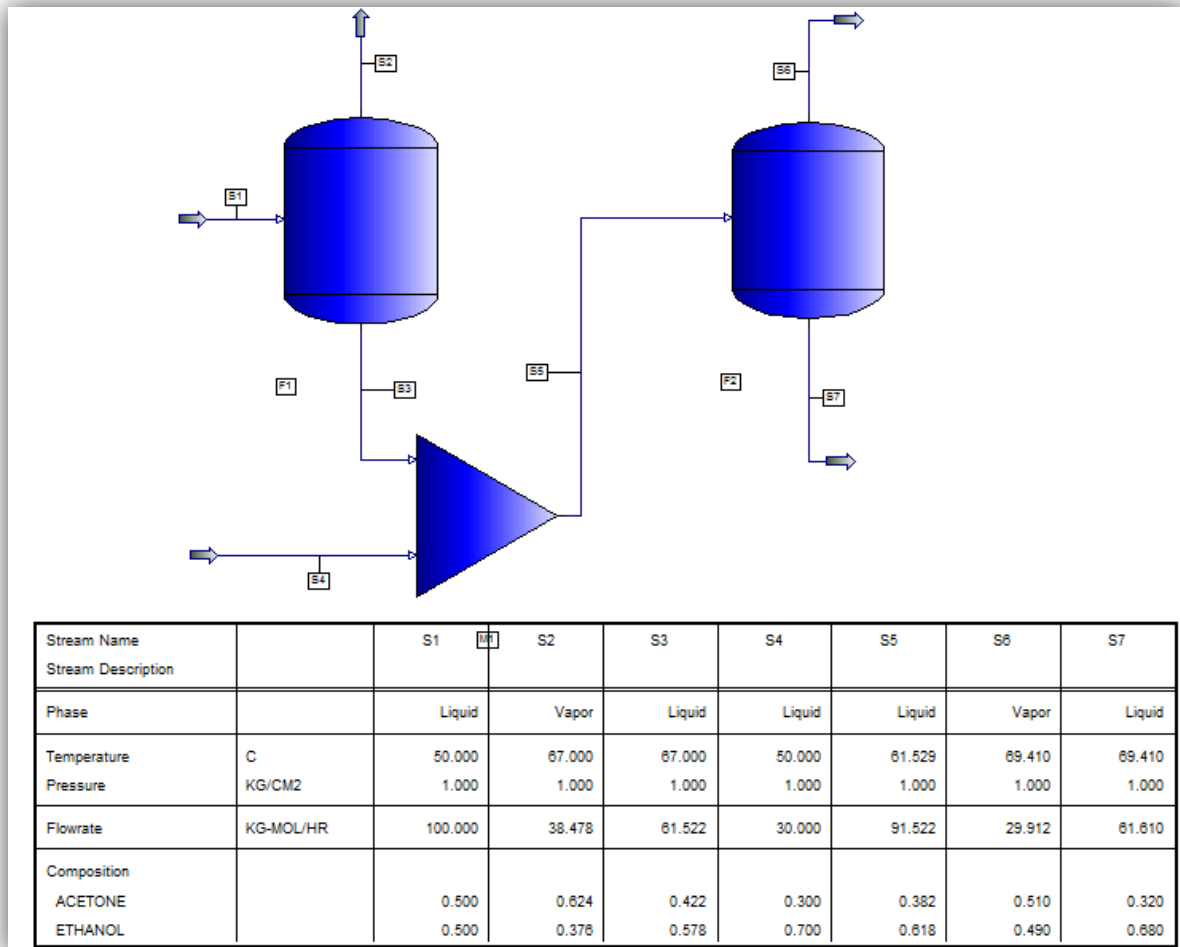 S2
S6
S1
S5
F1
S3
F2
S7
S4
Stream Name S1 M1 S2 S3 S4 S5 S6 S7
Stream Description
Phase Liquid Vapor Liquid Liquid Liquid Vapor Liquid
Temperature C 50.000 67.000 67.000 50.000 61.529 69.410 69.410
Pressure KG/CM2 1.000 1.000 1.000 1.000 1.000 1.000 1.000
Flowrate KG-MOL/HR 100.000 38.478 61.522 30.000 91.522 29.912 61.610
Composition
ACETONE 0.500 0.624 0.422 0.300 0.382 0.510 0.320
ETHANOL 0.500 0.376 0.578 0.700 0.618 0.490 0.680